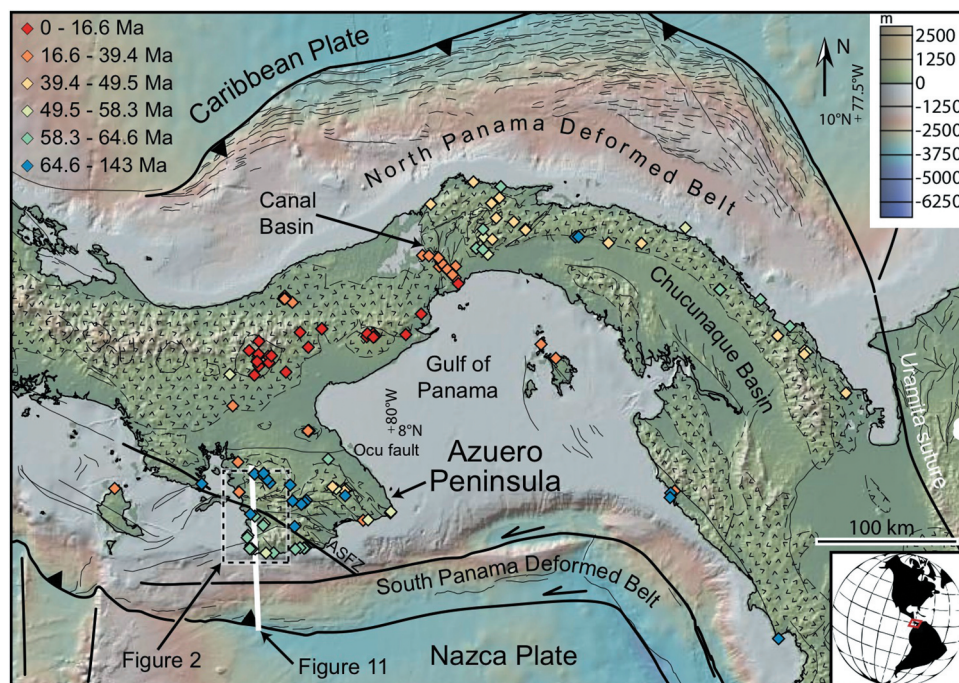 0 - 16.6 Ma
16.6 - 39.4 Ma
39.4 - 49.5 Ma
49.5 - 58.3 Ma
58.3 - 64.6 Ma
64.6 - 143 Ma
Caribbean Plate
North Panama Deformed Belt
N
10°N + 77.5°W
m
2500
1250
0
-1250
-2500
-3750
-5000
-6250
Canal
Basin
Chucunaque Basin
Gulf of
Panama
Uramita suture
+80°W
8°N
Ocu fault
Azuero
Peninsula
ASFZ
100 km
South Panama Deformed Belt
Figure 2
Figure 11
Nazca Plate